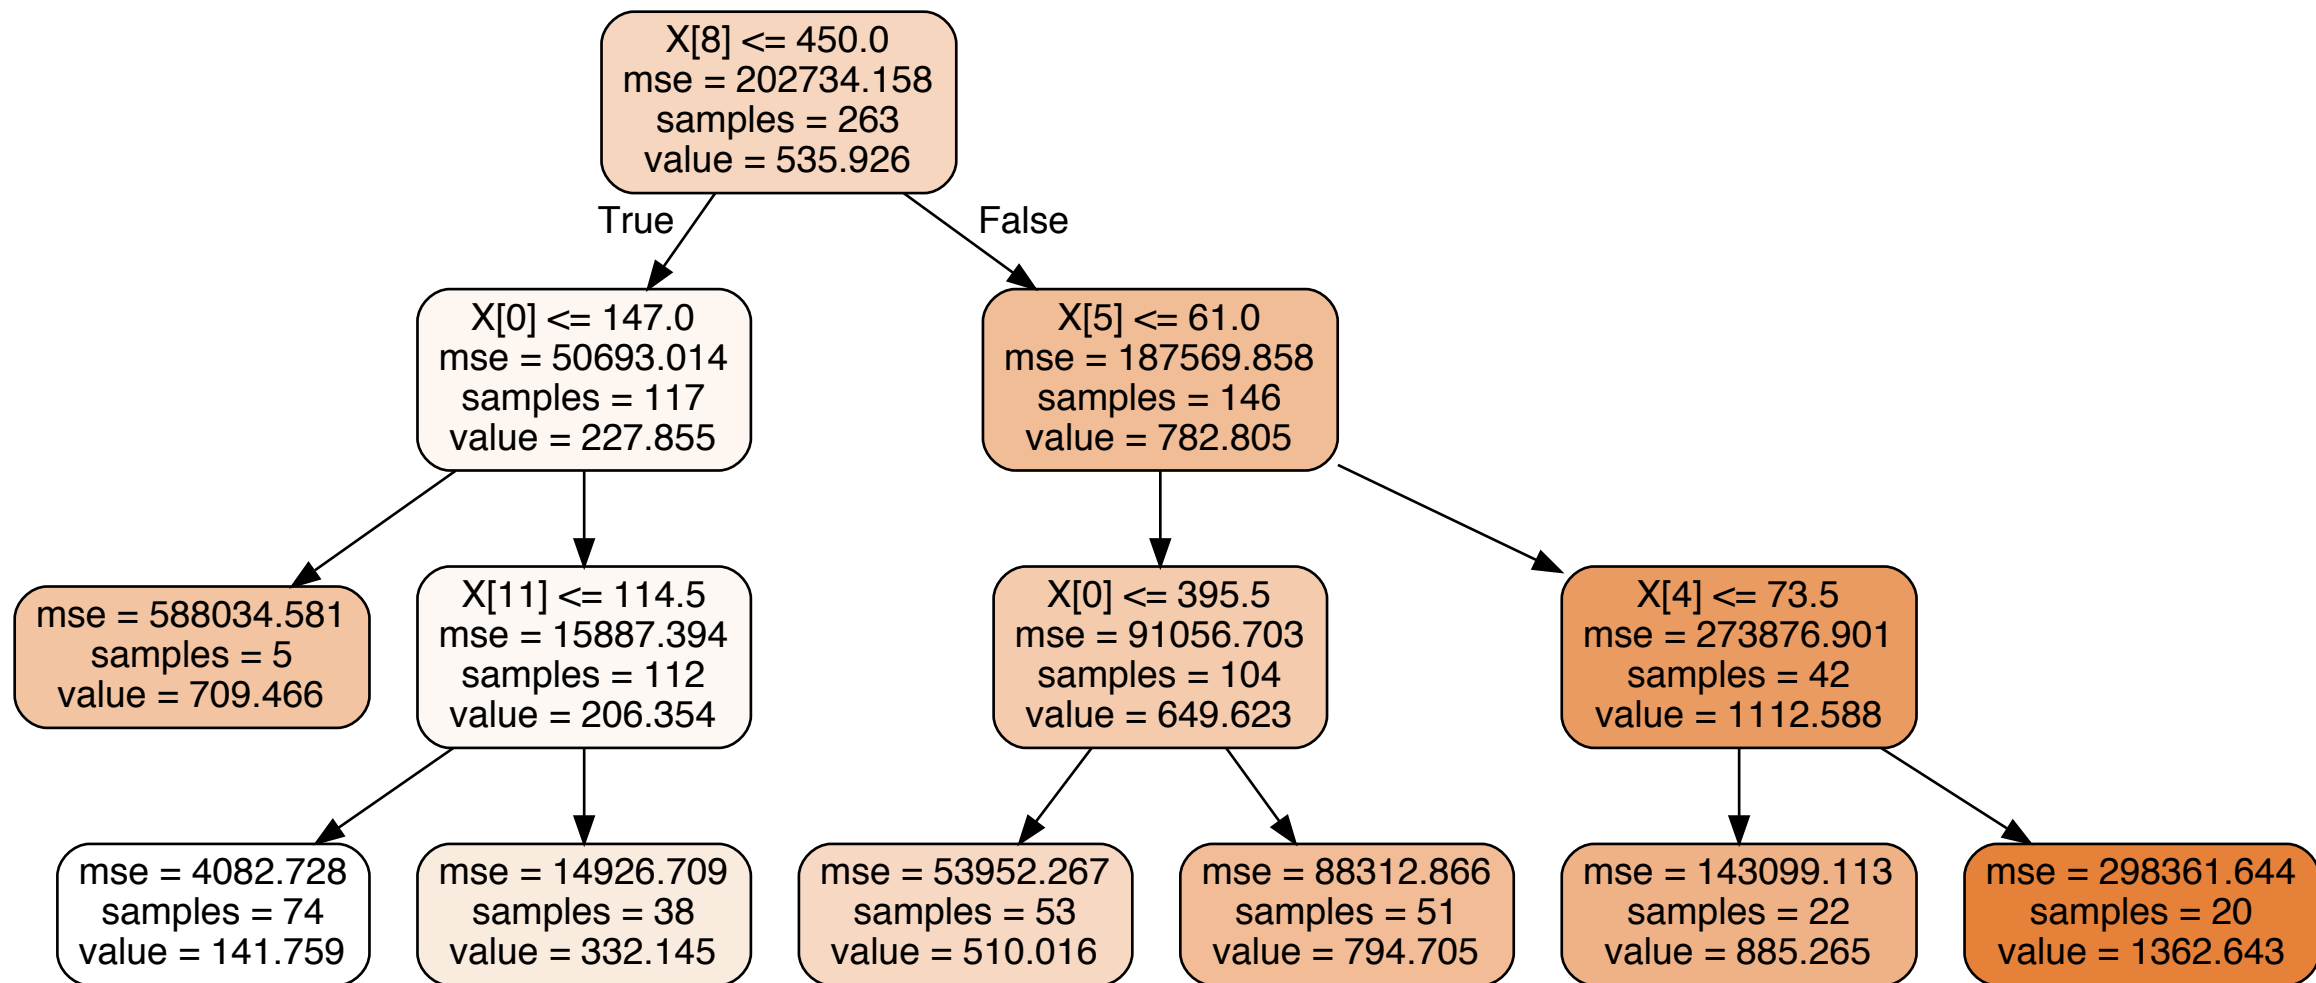 X[8] <= 450.0
mse = 202734.158
samples = 263
value = 535.926
True
False
X[0] <= 147.0
mse = 50693.014
samples = 117
value = 227.855
X[5] <= 61.0
mse = 187569.858
samples = 146
value = 782.805
mse = 588034.581
samples = 5
value = 709.466
X[11] <= 114.5
mse = 15887.394
samples = 112
value = 206.354
X[0] <= 395.5
mse = 91056.703
samples = 104
value = 649.623
X[4] <= 73.5
mse = 273876.901
samples = 42
value = 1112.588
mse = 4082.728
samples = 74
value = 141.759
mse = 14926.709
samples = 38
value = 332.145
mse = 53952.267
samples = 53
value = 510.016
mse = 88312.866
samples = 51
value = 794.705
mse = 143099.113
samples = 22
value = 885.265
mse = 298361.644
samples = 20
value = 1362.643